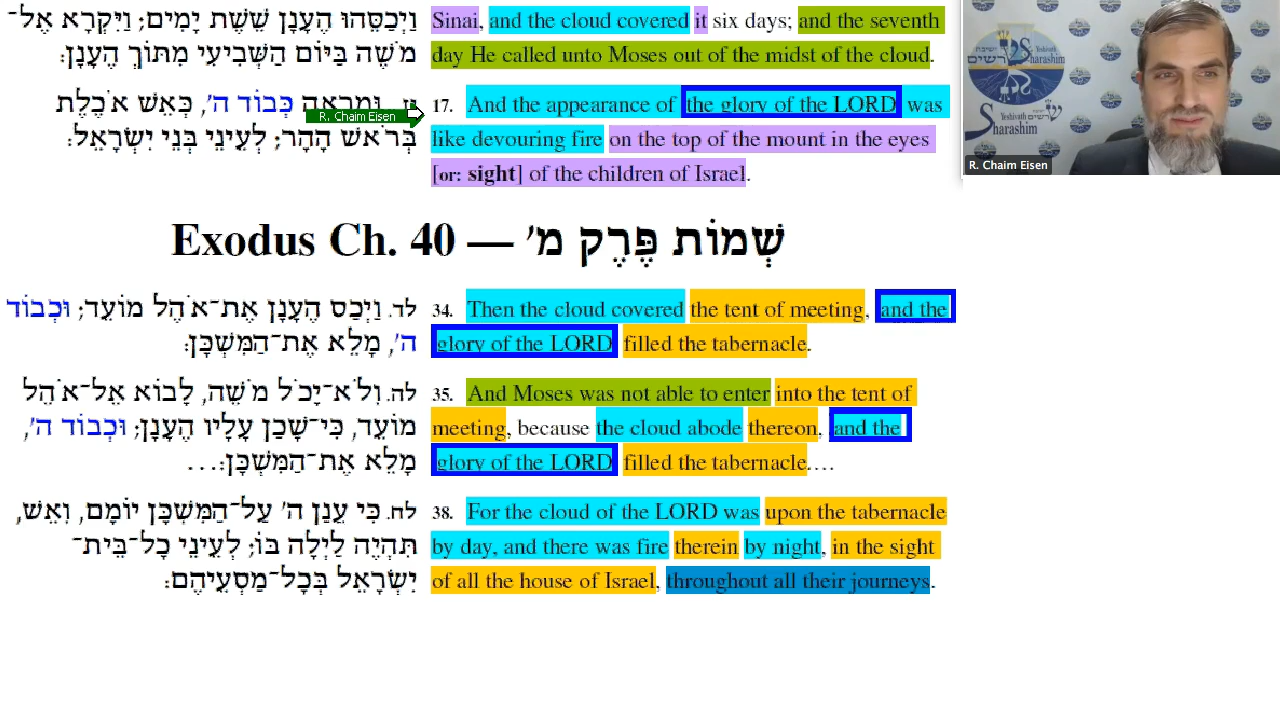 וַיְכַסֵּהוּ הֶעָנָן שֵׁשֶׁת יָמִים; וַיִּקְרָא אֶל־
Sinai, and the cloud covered it six days; and the seventh
מֹשֶׁה בַּיּוֹם הַשְּׁבִיעִי מִתּוֹךְ הֶעָנָן:
day He called unto Moses out of the midst of the cloud.
כְּבוֹד ה', כְּאֵשׁ אֹכֶלֶת
R. Chaim Eisen
17. And the appearance of the glory of the LORD was
בְּרֹאשׁ הָהָר; לְעֵינֵי בְּנֵי יִשְׂרָאֵל:
like devouring fire on the top of the mount in the eyes
[or: sight] of the children of Israel.
Exodus Ch. 40 — שְׁמוֹת פֶּרֶק מ'
לד. וַיְכַס הֶעָנָן אֶת־אֹהֶל מוֹעֵד; וּכְבוֹד
34. Then the cloud covered the tent of meeting, and the
ה', מָלֵא אֶת־הַמִּשְׁכָּן:
glory of the LORD filled the tabernacle.
לה. וְלֹא־יָכֹל מֹשֶׁה, לָבוֹא אֶל־אֹהֶל
35. And Moses was not able to enter into the tent of
מוֹעֵד, כִּי־שָׁכַן עָלָיו הֶעָנָן; וּכְבוֹד ה',
meeting, because the cloud abode thereon, and the
מָלֵא אֶת־הַמִּשְׁכָּן:...
glory of the LORD filled the tabernacle....
לח. כִּי עֲנַן ה' עַל־הַמִּשְׁכָּן יוֹמָם, וְאֵשׁ,
38. For the cloud of the LORD was upon the tabernacle
תִּהְיֶה לַיְלָה בּוֹ; לְעֵינֵי כָל־בֵּית־
by day, and there was fire therein by night, in the sight
יִשְׂרָאֵל בְּכָל־מַסְעֵיהֶם:
of all the house of Israel, throughout all their journeys.
Yeshivath
Sharashim
Yeshivath
Sharashim
R. Chaim Eisen